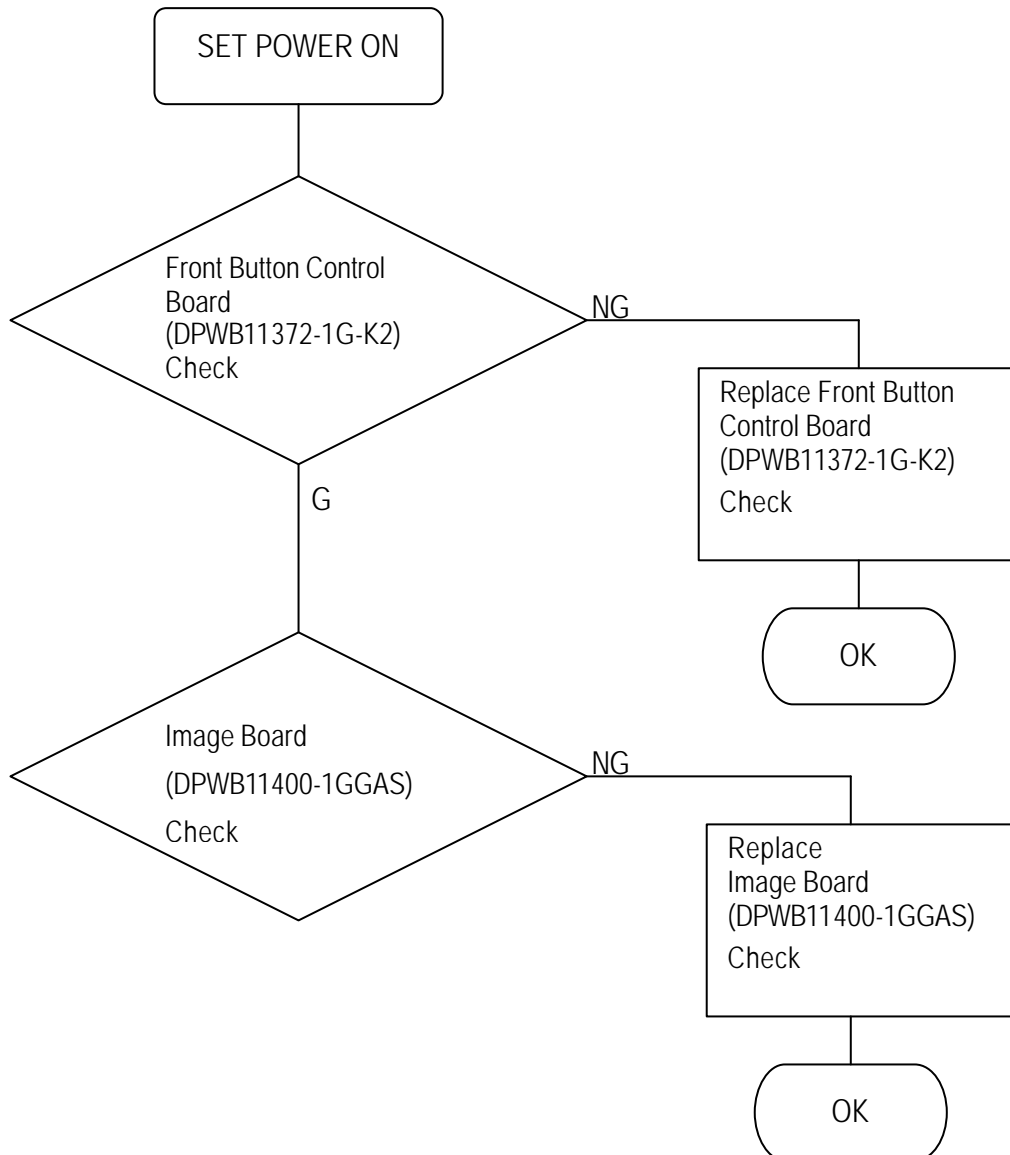 SET POWER ON
Front Button Control
Board
(DPWB11372-1G-K2)
Check
NG
Replace Front Button
Control Board
(DPWB11372-1G-K2)
Check
G
OK
Image Board
(DPWB11400-1GGAS)
Check
NG
Replace
Image Board
(DPWB11400-1GGAS)
Check
OK